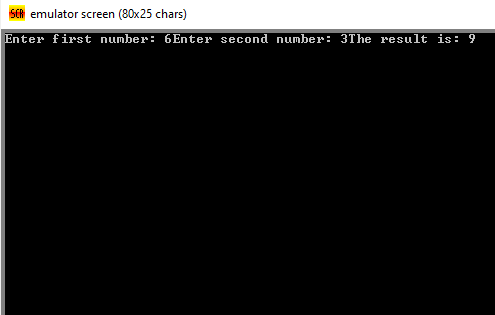 emulator screen (80x25 chars)
Enter first number: 6Enter second number: 3The result is: 9